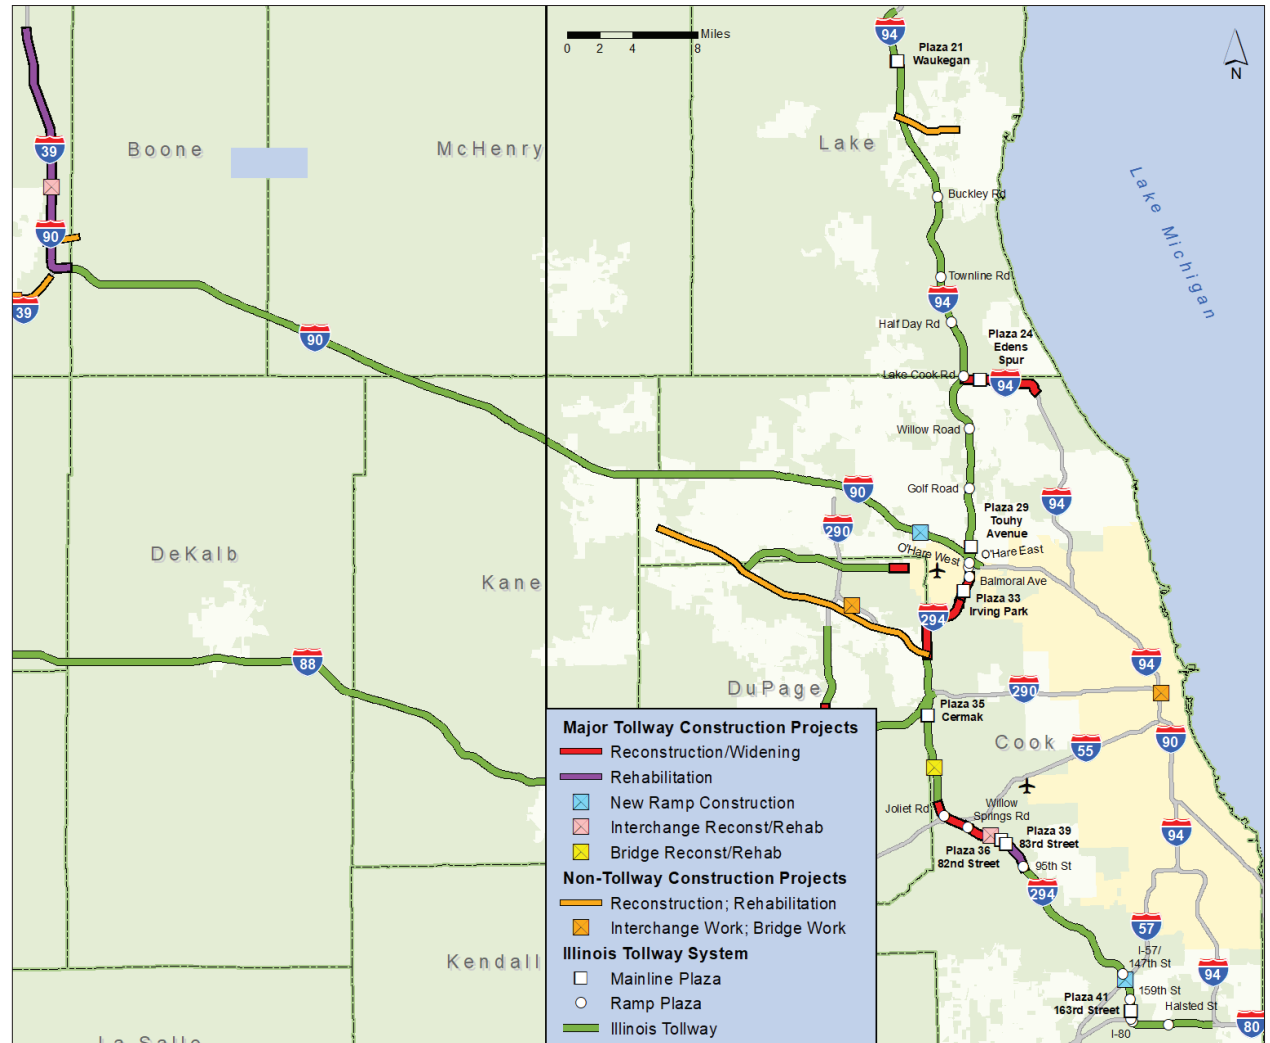 94
Plaza 21
Waukegan
Miles
0 2 4 8
N
39
Boone
McHenry
Lake
Lake Michigan
Buckley Rd
90
Townline Rd
94
39
Half Day Rd
Plaza 24
Edens
Spur
90
Lake Cook Rd
94
Willow Road
Golf Road
90
94
290
Plaza 29
Touhy
Avenue
O'Hare West
O'Hare East
DeKalb
Kane
Balmoral Ave
Plaza 33
Irving Park
294
88
94
DuPage
290
Plaza 35
Cermak
Cook
55
90
Joliet Rd
Willow
Springs Rd
Plaza 39
83rd Street
Plaza 36
82nd Street
94
95th St
294
57
I-57/
147th St
94
159th St
Plaza 41
163rd Street
Halsted St
I-80
80
Kendall
La Salle
Major Tollway Construction Projects
Reconstruction/Widening
Rehabilitation
New Ramp Construction
Interchange Reconst/Rehab
Bridge Reconst/Rehab
Non-Tollway Construction Projects
Reconstruction; Rehabilitation
Interchange Work; Bridge Work
Illinois Tollway System
Mainline Plaza
Ramp Plaza
Illinois Tollway